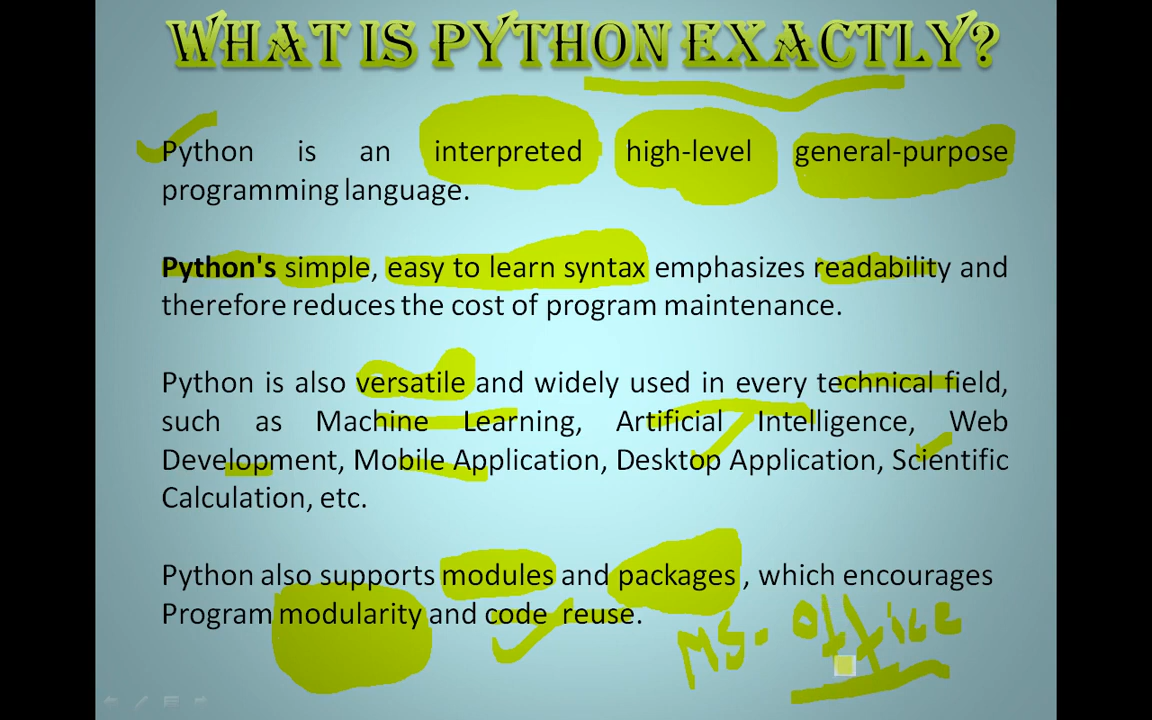 WHAT IS PYTHON EXACTLY?
Python is an interpreted high-level general-purpose
programming language.
Python's simple, easy to learn syntax emphasizes readability and
therefore reduces the cost of program maintenance.
Python is also versatile and widely used in every technical field,
such as Machine Learning, Artificial Intelligence, Web
Development, Mobile Application, Desktop Application, Scientific
Calculation, etc.
Python also supports modules and packages , which encourages
Program modularity and code reuse.
MS- Office